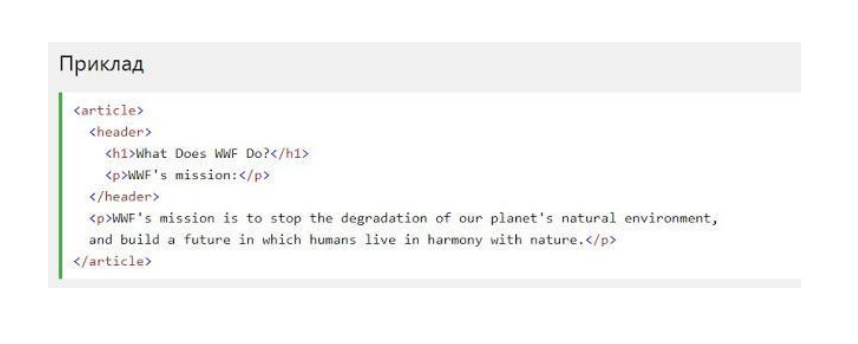 Приклад
<article>
  <header>
    <h1>What Does WWF Do?</h1>
    <p>WWF's mission:</p>
  </header>
  <p>WWF's mission is to stop the degradation of our planet's natural environment,
  and build a future in which humans live in harmony with nature.</p>
</article>